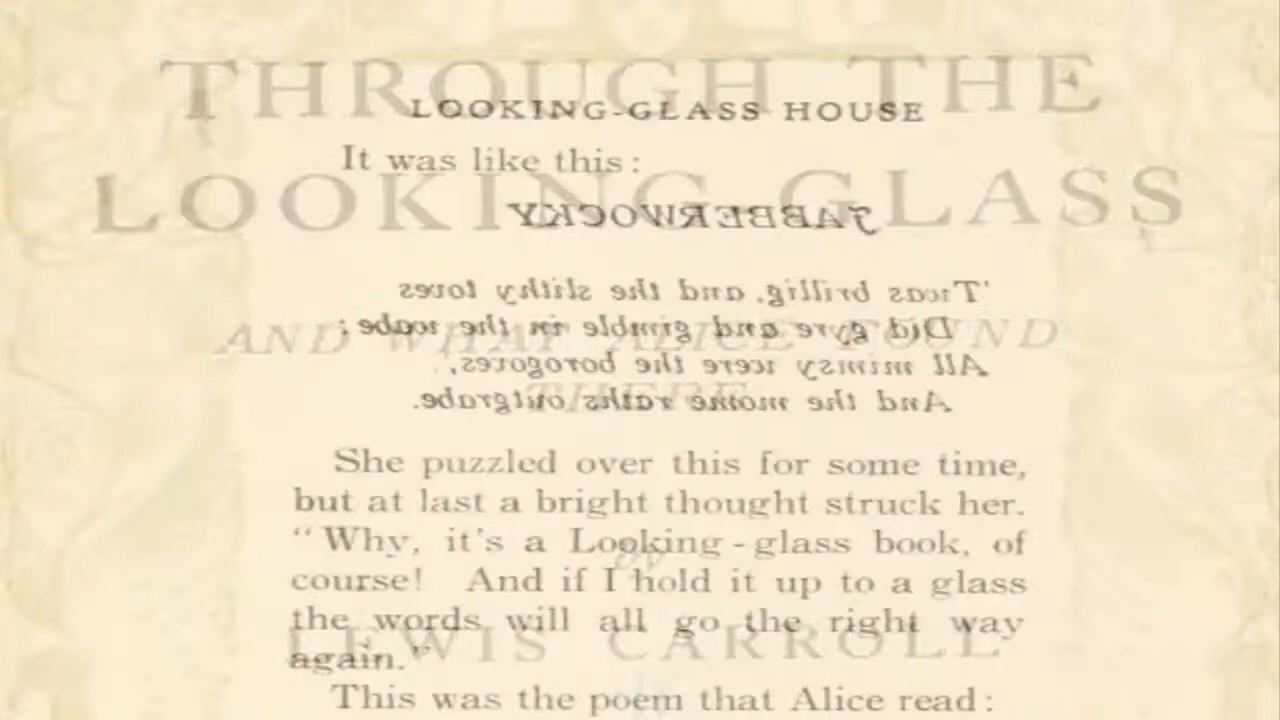 THROUGH THE
LOOKING-GLASS HOUSE
It was like this:
LOOKING GLASS
JABBERWOCKY
'Twas brillig, and the slithy toves
Did gyre and gimble in the wabe;
AND WHAT ALICE FOUND
All mimsy were the borogoves,
THERE
And the mome raths outgrabe.
She puzzled over this for some time,
but at last a bright thought struck her.
“Why, it's a Looking-glass book, of
BY
course! And if I hold it up to a glass
the words will all go the right way
LEWIS CARROLL
again.”
This was the poem that Alice read: